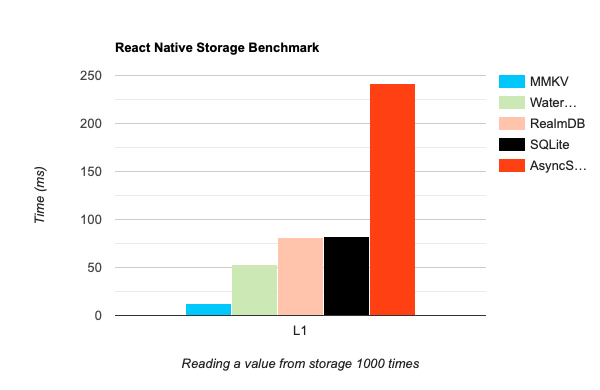 React Native Storage Benchmark
250
200
150
100
50
0
Time (ms)
L1
Reading a value from storage 1000 times
MMKV
Water...
RealmDB
SQLite
AsyncS...